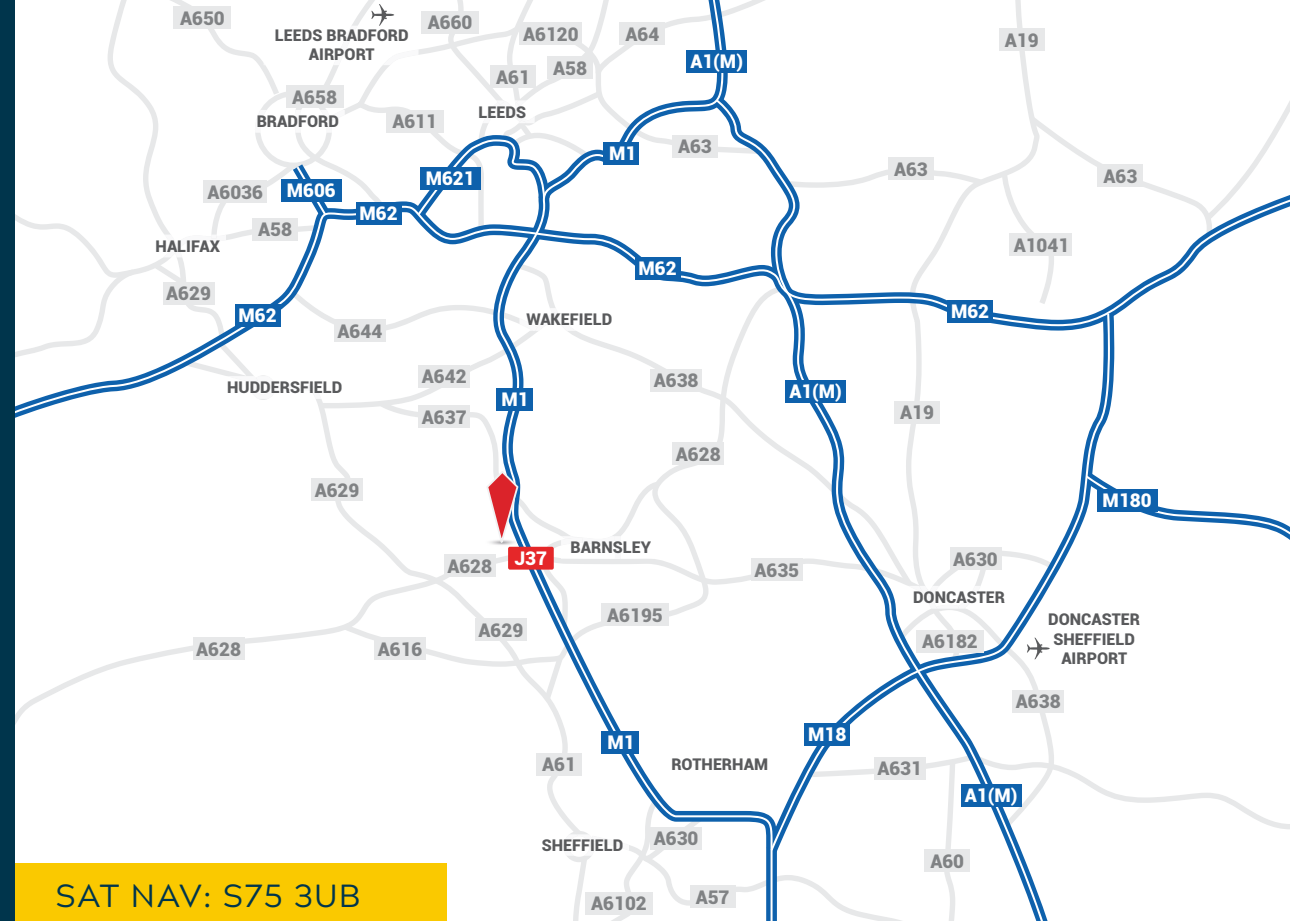 A650
LEEDS BRADFORD
AIRPORT
A660
A6120
A64
A19
A1(M)
A61
A58
A658
BRADFORD
A611
LEEDS
M1
A63
A63
A63
A6036
M606
M621
M62
A58
HALIFAX
A1041
M62
A629
M62
M62
A644
WAKEFIELD
HUDDERSFIELD
A642
A638
A1(M)
M1
A637
A19
A628
A629
M180
BARNSLEY
J37
A628
A635
A630
DONCASTER
A6195
A629
A628
A616
A6182
DONCASTER
SHEFFIELD
AIRPORT
A638
M1
M18
A61
ROTHERHAM
A631
A1(M)
SHEFFIELD
A630
A60
A6102
A57
SAT NAV: S75 3UB